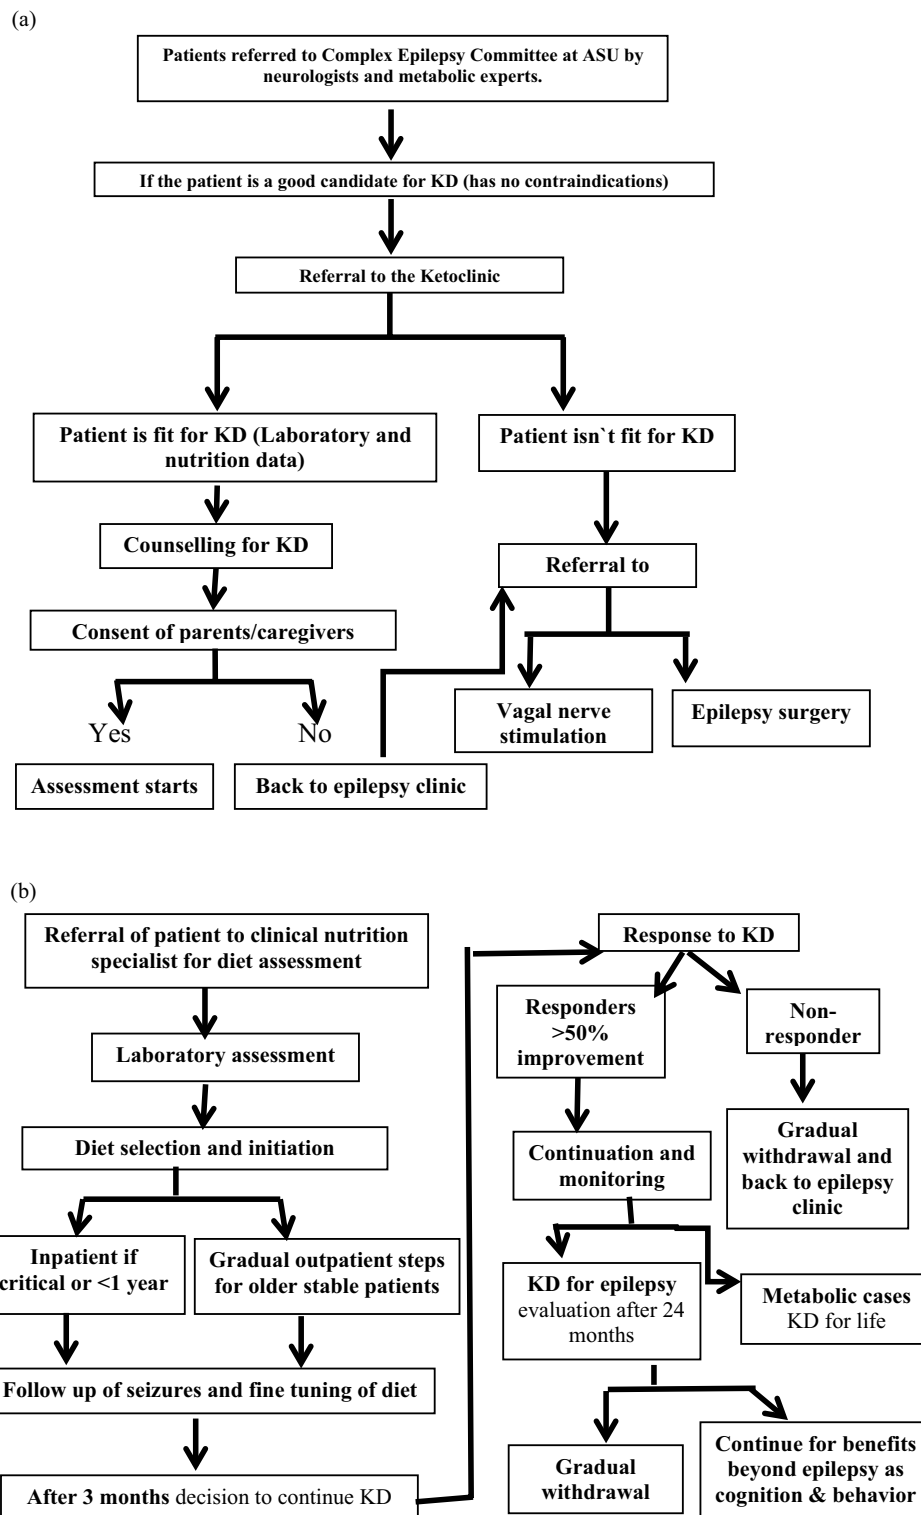 (a)
Patients referred to Complex Epilepsy Committee at ASU by
neurologists and metabolic experts.
If the patient is a good candidate for KD (has no contraindications)
Referral to the Ketoclinic
Patient is fit for KD (Laboratory and
nutrition data)
Patient isn`t fit for KD
Counselling for KD
Referral to
Consent of parents/caregivers
Yes
No
Vagal nerve
stimulation
Epilepsy surgery
Assessment starts
Back to epilepsy clinic
(b)
Referral of patient to clinical nutrition
specialist for diet assessment
Laboratory assessment
Diet selection and initiation
Inpatient if
critical or <1 year
Gradual outpatient steps
for older stable patients
Follow up of seizures and fine tuning of diet
After 3 months decision to continue KD
Response to KD
Responders
>50%
improvement
Non-
responder
Continuation and
monitoring
Gradual
withdrawal and
back to epilepsy
clinic
KD for epilepsy
evaluation after 24
months
Metabolic cases
KD for life
Gradual
withdrawal
Continue for benefits
beyond epilepsy as
cognition & behavior